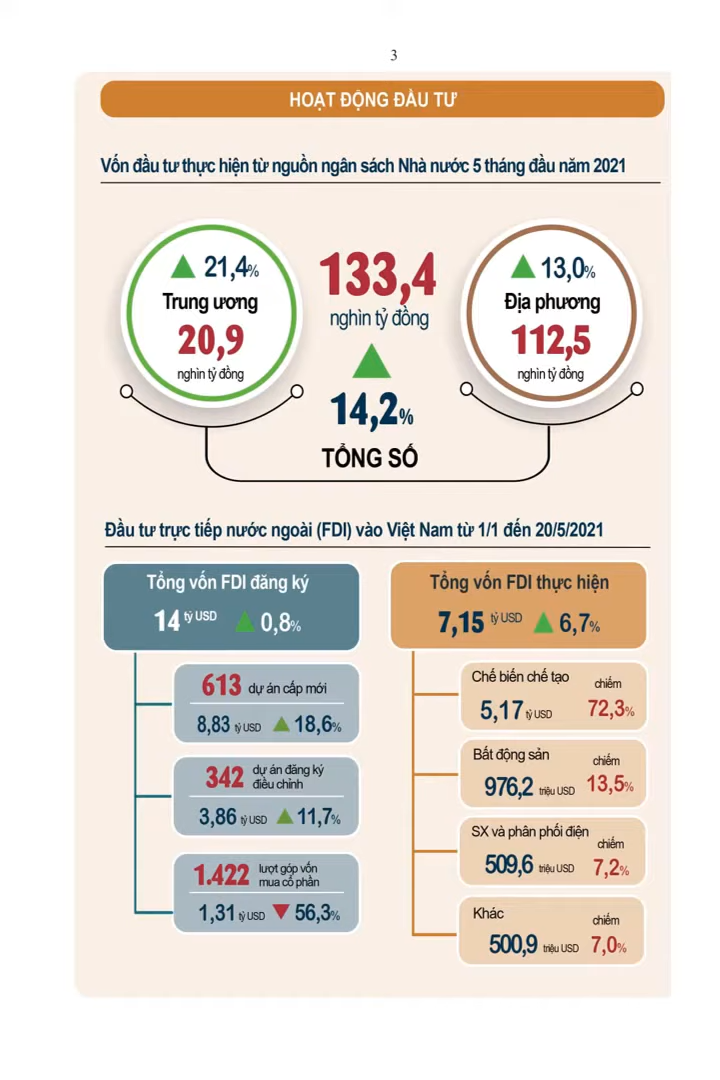 3
HOẠT ĐỘNG ĐẦU TƯ
Vốn đầu tư thực hiện từ nguồn ngân sách Nhà nước 5 tháng đầu năm 2021
21,4%
Trung ương
20,9
nghìn tỷ đồng
133,4
nghìn tỷ đồng
14,2%
TỔNG SỐ
13,0%
Địa phương
112,5
nghìn tỷ đồng
Đầu tư trực tiếp nước ngoài (FDI) vào Việt Nam từ 1/1 đến 20/5/2021
Tổng vốn FDI đăng ký
14 tỷ USD 0,8%
613 dự án cấp mới
8,83 tỷ USD 18,6%
342 dự án đăng ký
điều chỉnh
3,86 tỷ USD 11,7%
1.422 lượt góp vốn
mua cổ phần
1,31 tỷ USD 56,3%
Tổng vốn FDI thực hiện
7,15 tỷ USD 6,7%
Chế biến chế tạo chiếm
5,17 tỷ USD 72,3%
Bất động sản chiếm
976,2 triệu USD 13,5%
SX và phân phối điện
chiếm
509,6 triệu USD 7,2%
Khác chiếm
500,9 triệu USD 7,0%